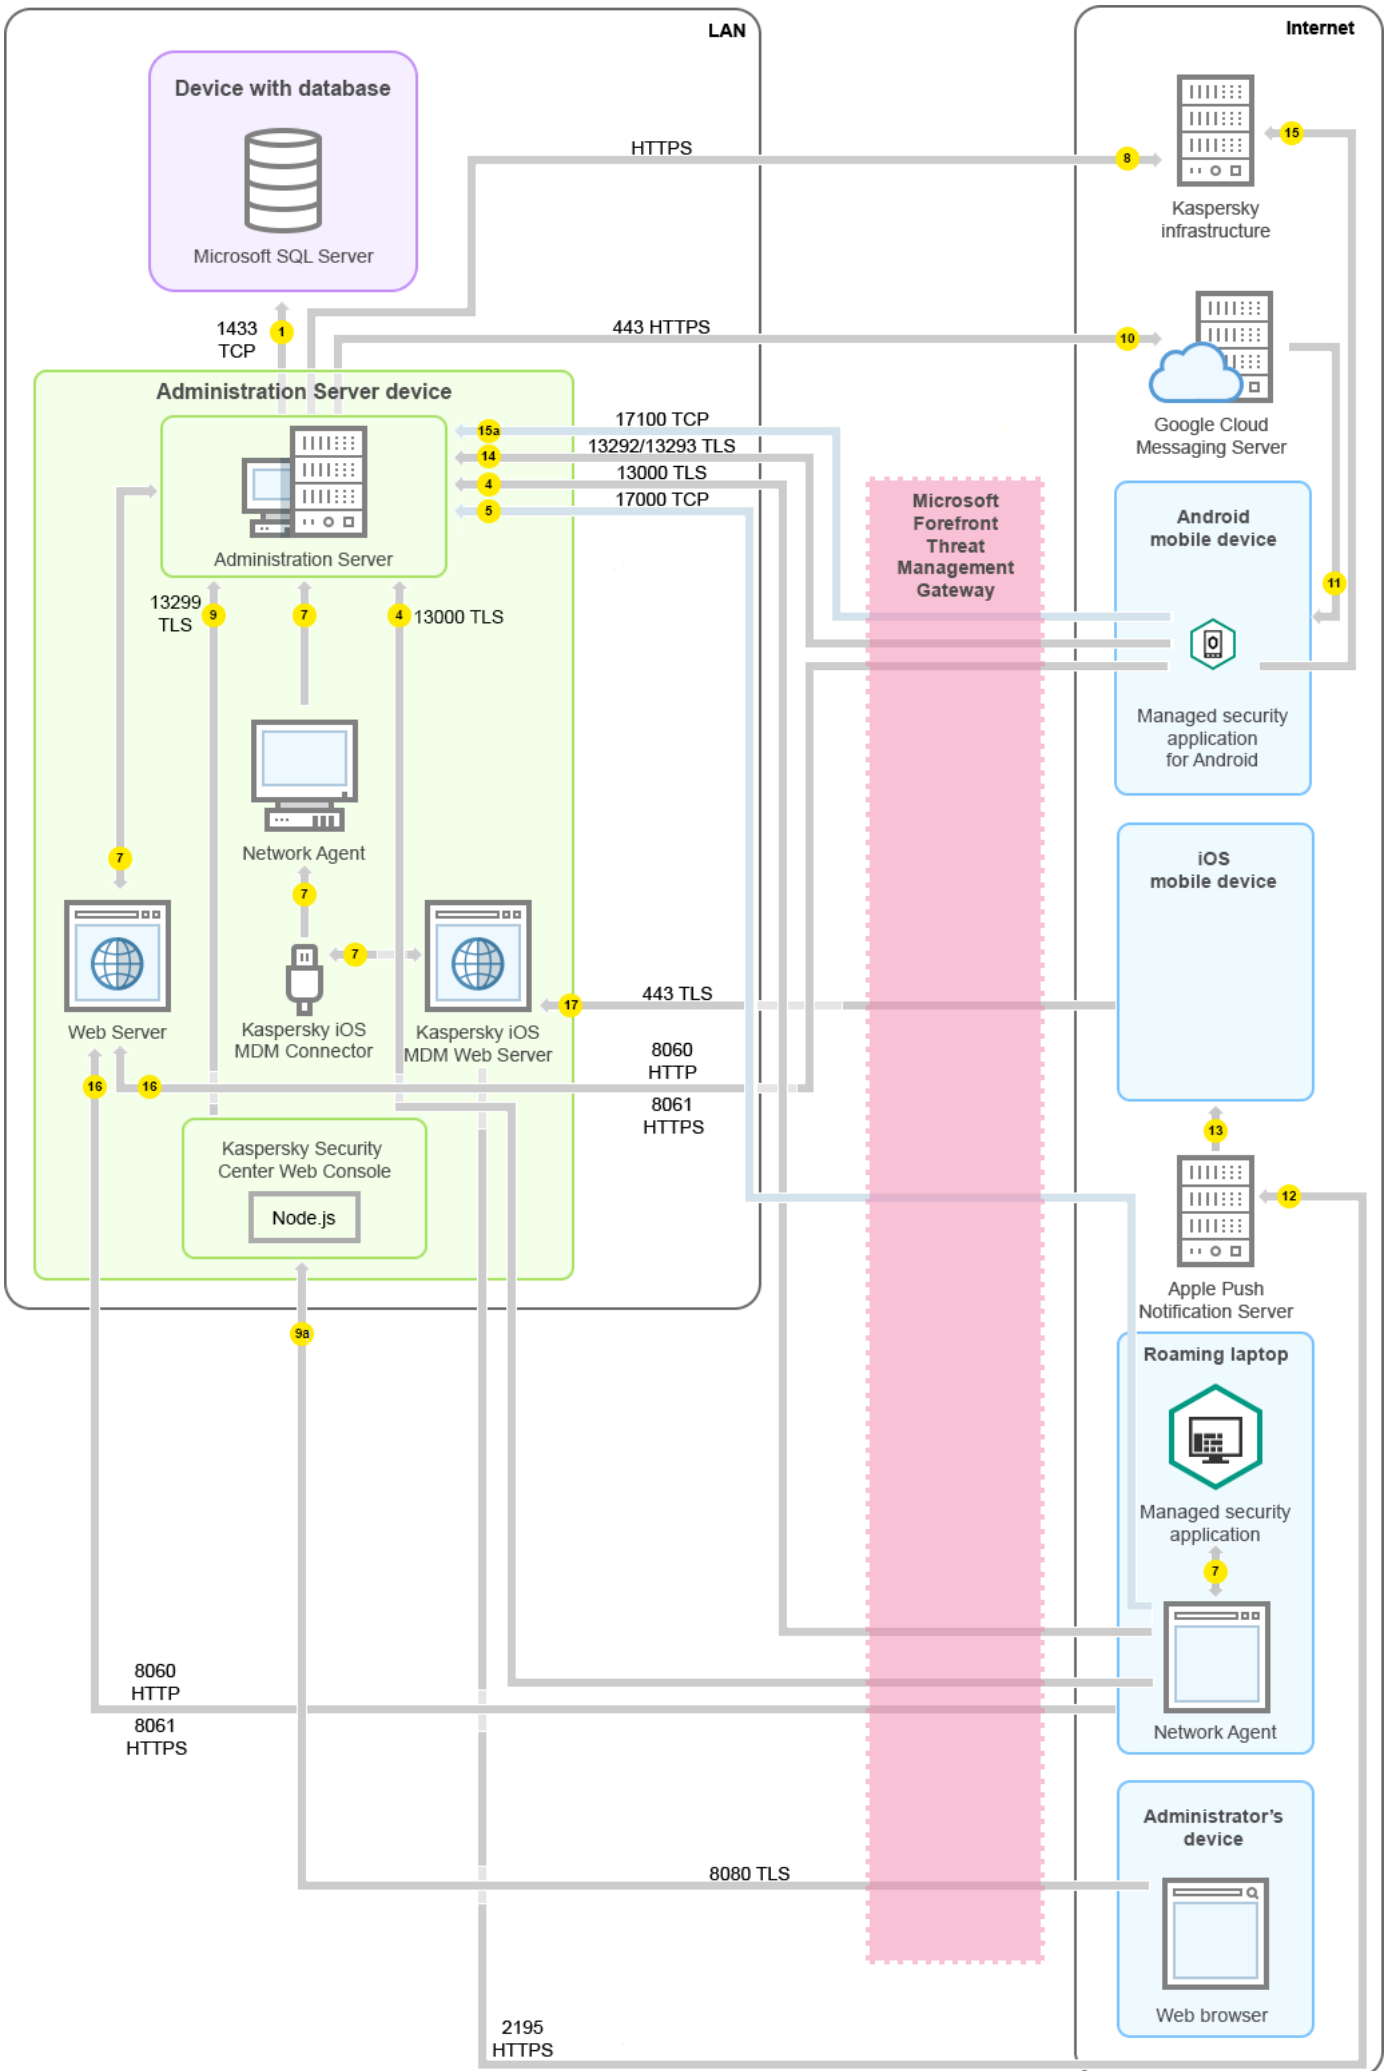 LAN
Internet
Device with database
Microsoft SQL Server
HTTPS
8
15
Kaspersky
infrastructure
1433
TCP
1
443 HTTPS
10
Google Cloud
Messaging Server
Administration Server device
Administration Server
17100 TCP
15a
13292/13293 TLS
14
13000 TLS
4
17000 TCP
5
Microsoft
Forefront
Threat
Management
Gateway
Android
mobile device
11
Managed security
application
for Android
13299
TLS
9
7
4
13000 TLS
Network Agent
7
7
7
iOS
mobile device
Web Server
Kaspersky iOS
MDM Connector
Kaspersky iOS
MDM Web Server
443 TLS
17
8060
HTTP
8061
HTTPS
16
16
13
12
Apple Push
Notification Server
Kaspersky Security
Center Web Console
Node.js
9a
Roaming laptop
Managed security
application
7
Network Agent
8060
HTTP
8061
HTTPS
Administrator's
device
Web browser
8080 TLS
2195
HTTPS